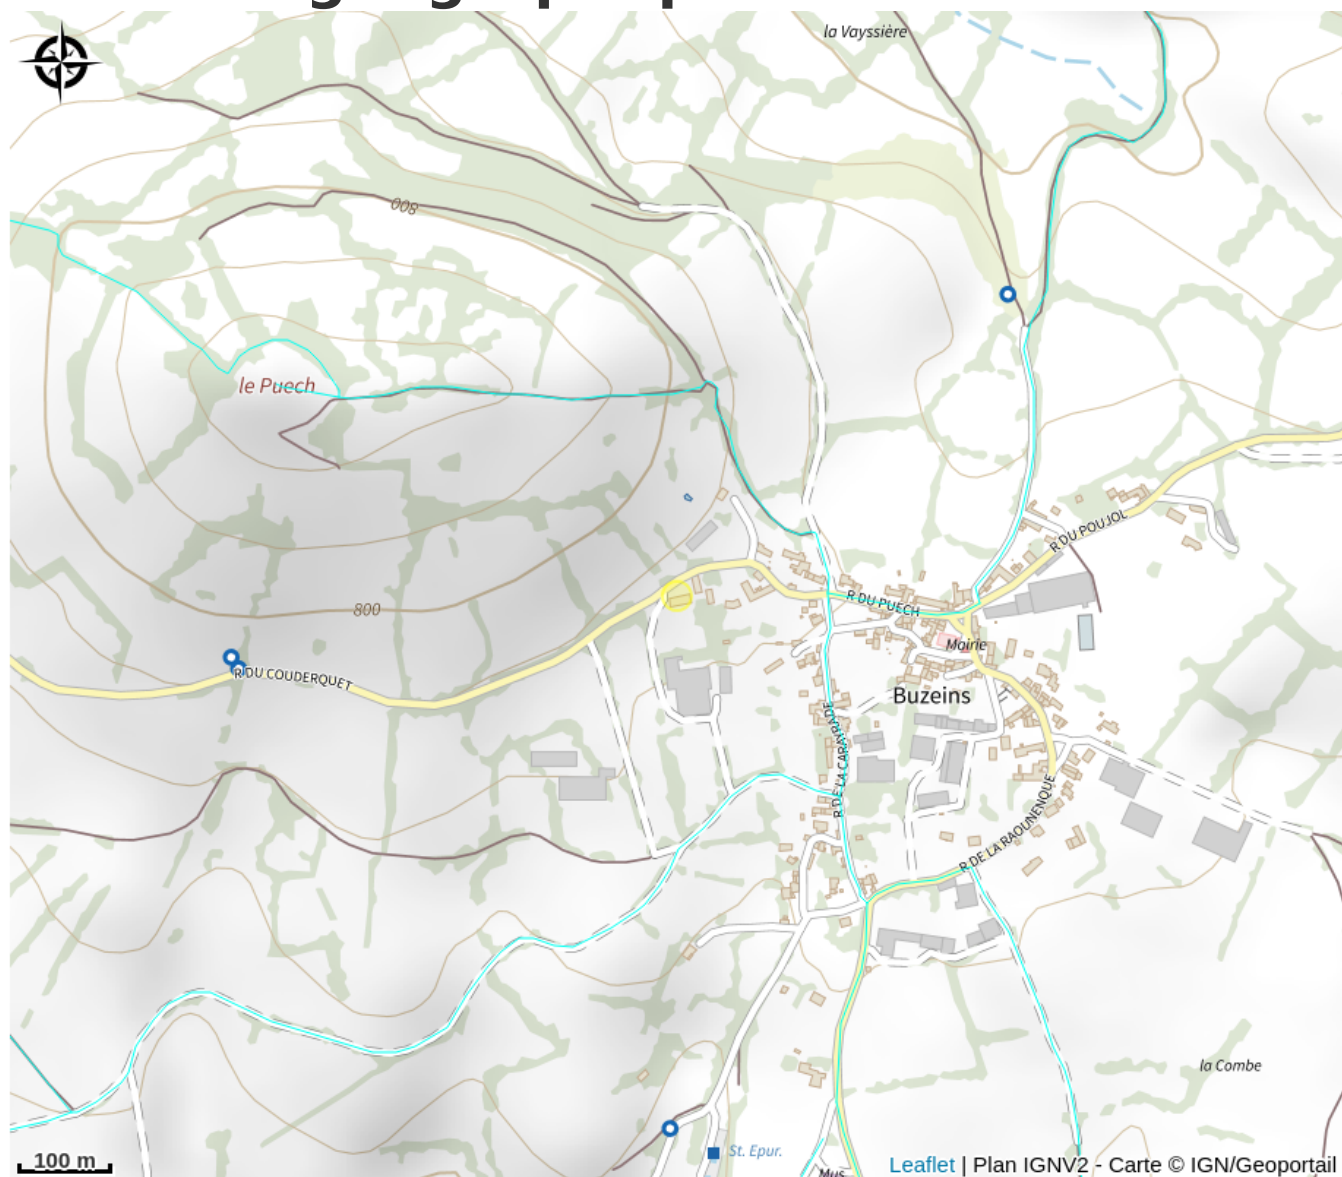 la Vayssière
800
le Puech
R DU POUJOL
R DU PUECH
800
Mairie
R DU COUDERQUET
Buzeins
R DE LA CARAYRADE
R DE LA RAOUNENQUE
la Combe
St. Epur.
100 m
Leaflet | Plan IGNV2 - Carte © IGN/Geoportail
Mus